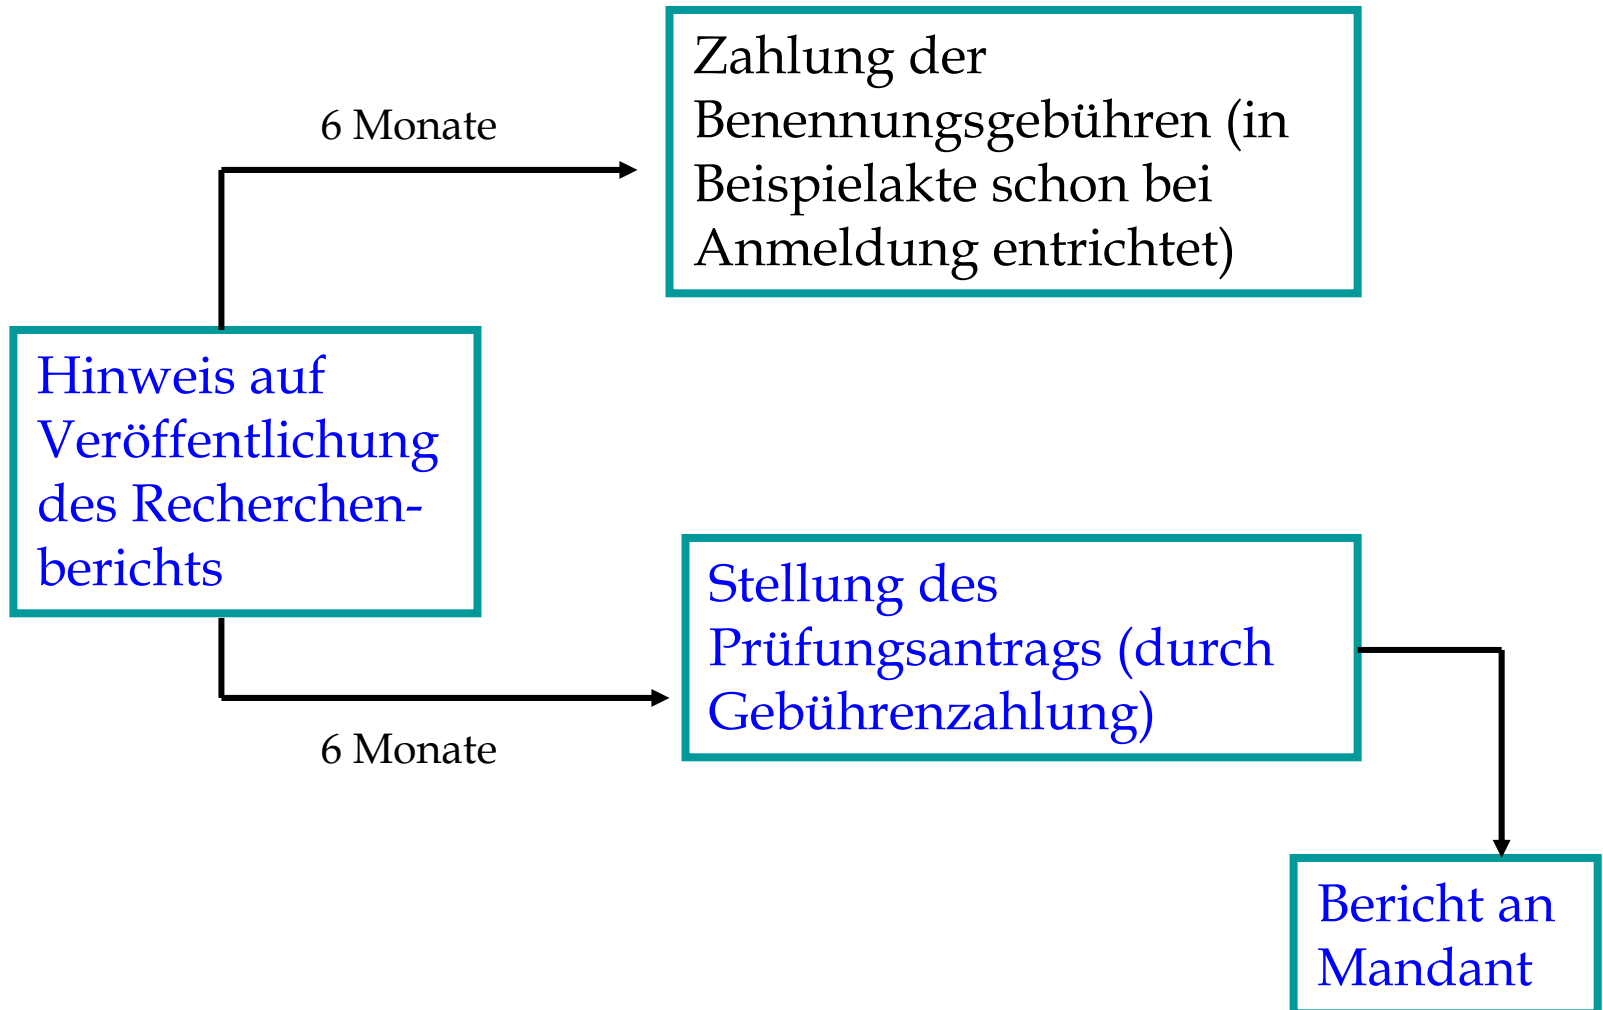 6 Monate
Zahlung der
Benennungsgebühren (in
Beispielakte schon bei
Anmeldung entrichtet)
Hinweis auf
Veröffentlichung
des Recherchen-
berichts
6 Monate
Stellung des
Prüfungsantrags (durch
Gebührenzahlung)
Bericht an
Mandant